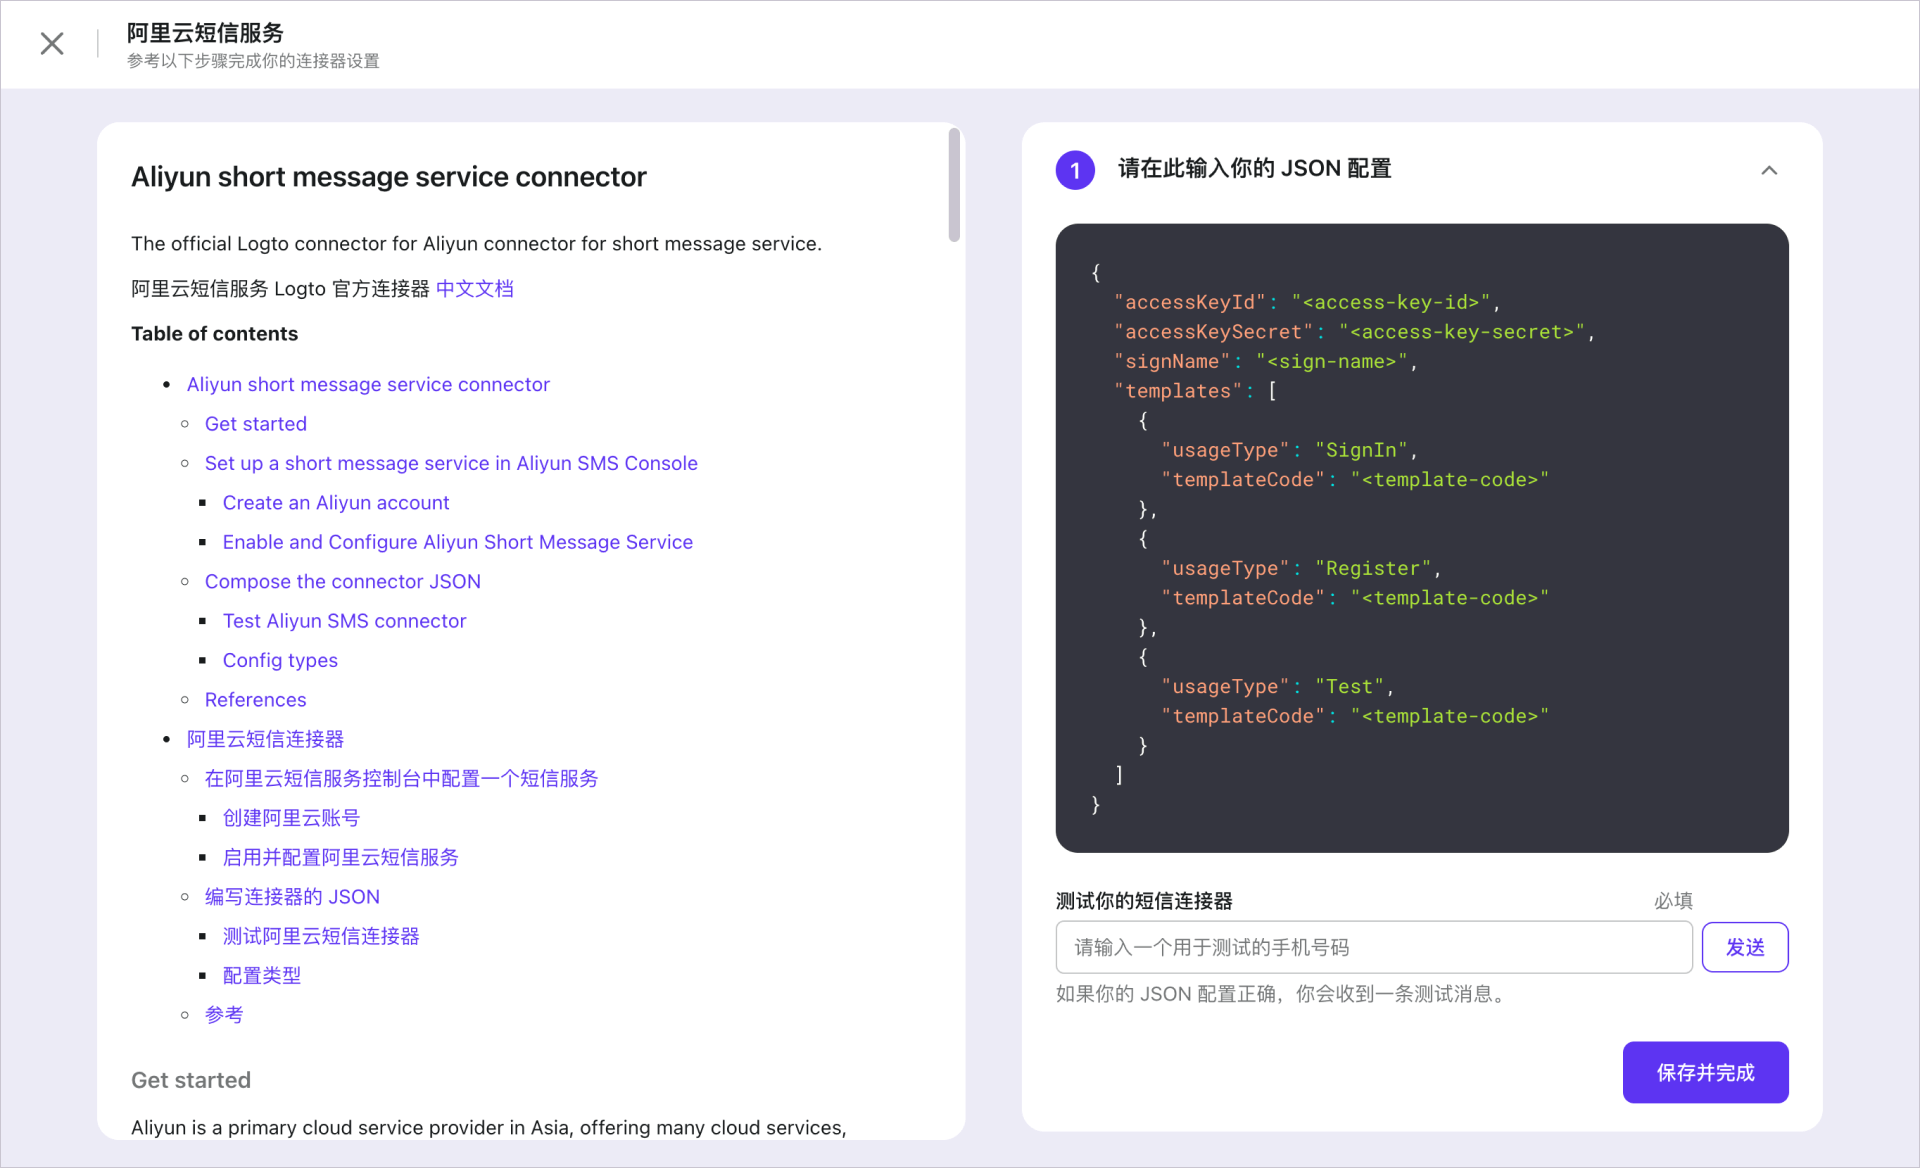 阿里云短信服务
参考以下步骤完成你的连接器设置
Aliyun short message service connector
The official Logto connector for Aliyun connector for short message service.
阿里云短信服务 Logto 官方连接器 中文文档
Table of contents
Aliyun short message service connector
Get started
Set up a short message service in Aliyun SMS Console
Create an Aliyun account
Enable and Configure Aliyun Short Message Service
Compose the connector JSON
Test Aliyun SMS connector
Config types
References
阿里云短信连接器
在阿里云短信服务控制台中配置一个短信服务
创建阿里云账号
启用并配置阿里云短信服务
编写连接器的 JSON
测试阿里云短信连接器
配置类型
参考
Get started
Aliyun is a primary cloud service provider in Asia, offering many cloud services,
1 请在此输入你的 JSON 配置
{
"accessKeyId": "<access-key-id>",
"accessKeySecret": "<access-key-secret>",
"signName": "<sign-name>",
"templates": [
{
"usageType": "SignIn",
"templateCode": "<template-code>"
},
{
"usageType": "Register",
"templateCode": "<template-code>"
},
{
"usageType": "Test",
"templateCode": "<template-code>"
}
]
}
测试你的短信连接器 必填
请输入一个用于测试的手机号码 发送
如果你的 JSON 配置正确，你会收到一条测试消息。
保存并完成